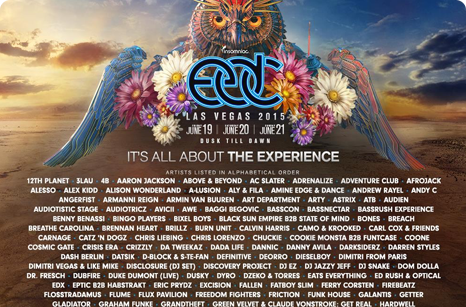 insomniac
EDC
LAS VEGAS 2015
JUNE 19 | JUNE 20 | JUNE 21
DUSK TILL DAWN
IT'S ALL ABOUT THE EXPERIENCE
ARTISTS LISTED IN ALPHABETICAL ORDER
12TH PLANET · 3LAU · 4B · AARON JACKSON · ABOVE & BEYOND · AC SLATER · ADRENALIZE · ADVENTURE CLUB · AFROJACK
ALESSO · ALEX KIDD · ALISON WONDERLAND · A-LUSION · ALY & FILA · AMINE EDGE & DANCE · ANDREW RAYEL · ANDY C
ANGERFIST · ARMANNI REIGN · ARMIN VAN BUUREN · ART DEPARTMENT · ARTY · ASTRIX · ATB · AUDIEN
AUDIOTISTIC STAGE · AUDIOTRICZ · AVICII · AWE · BAGGI BEGOVIC · BASSCON · BASSNECTAR · BASSRUSH EXPERIENCE
BENNY BENASSI · BINGO PLAYERS · BIXEL BOYS · BLACK SUN EMPIRE B2B STATE OF MIND · BONES · BREACH
BREATHE CAROLINA · BRENNAN HEART · BRILLZ · BURN UNIT · CALVIN HARRIS · CAMO & KROOKED · CARL COX & FRIENDS
CARNAGE · CATZ 'N DOGZ · CHRIS LIEBING · CHRIS LORENZO · CHUCKIE · COOKIE MONSTA B2B FUNTCASE · COONE
COSMIC GATE · CRISIS ERA · CRIZZLY · DA TWEEKAZ · DADA LIFE · DANNIC · DANNY AVILA · DARKSIDERZ · DARREN STYLES
DASH BERLIN · DATSIK · D-BLOCK & S-TE-FAN · DEFINITIVE · DEORRO · DIESELBOY · DIMITRI FROM PARIS
DIMITRI VEGAS & LIKE MIKE · DISCLOSURE (DJ SET) · DISCOVERY PROJECT · DJ EZ · DJ JAZZY JEFF · DJ SNAKE · DOM DOLLA
DR. FRESCH · DUBFIRE · DUKE DUMONT (LIVE) · DUSKY · DYRO · DZEKO & TORRES · EATS EVERYTHING · ED RUSH & OPTICAL
EDX · EPTIC B2B HABSTRAKT · ERIC PRYDZ · EXCISION · FALLEN · FATBOY SLIM · FERRY CORSTEN · FIREBEATZ
FLOSSTRADAMUS · FLUME · FLUX PAVILION · FREEDOM FIGHTERS · FRICTION · FUNK HOUSE · GALANTIS · GETTER
GLADIATOR · GRAHAM FUNKE · GRANDTHEFT · GREEN VELVET & CLAUDE VONSTROKE: GET REAL · HARDWELL